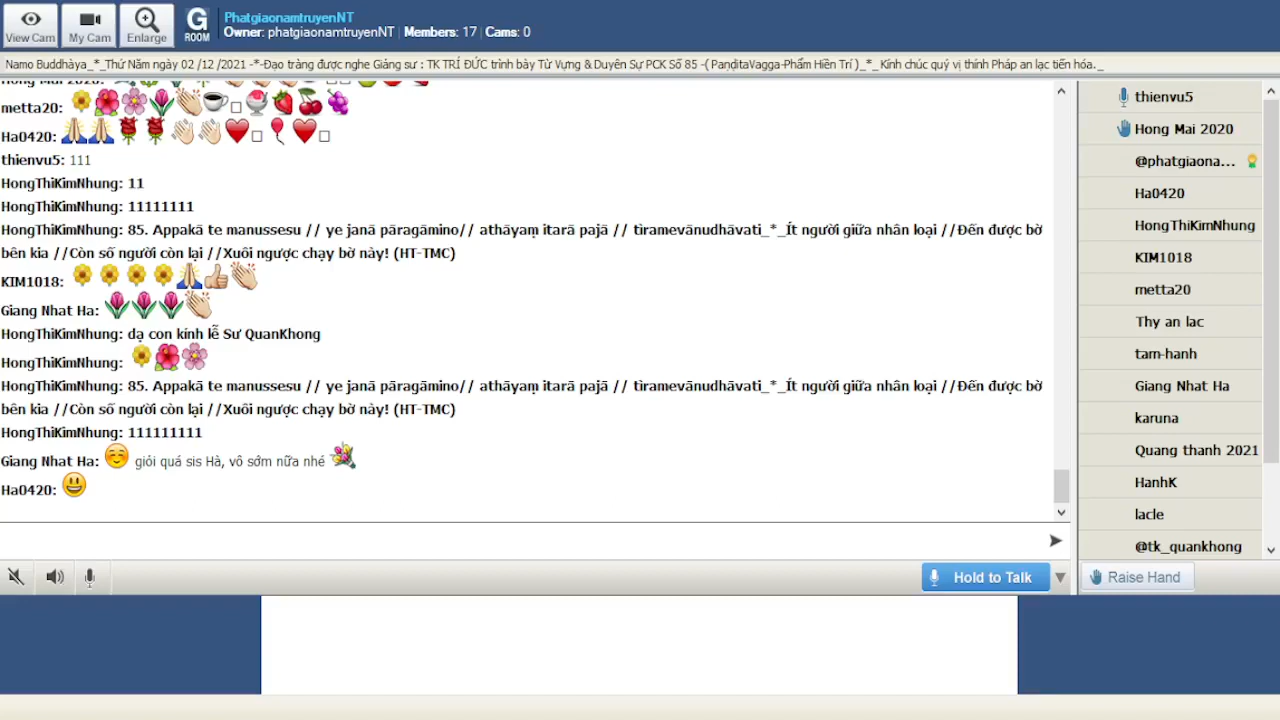 View Cam
My Cam
Enlarge
G
ROOM
PhatgiaonamtruyenNT
Owner: phatgiaonamtruyenNT | Members: 17 | Cams: 0
Namo Buddhàya_*_Thứ Năm ngày 02 /12 /2021 -*-Đạo tràng được nghe Giảng sư : TK TRÍ ĐỨC trình bày Từ Vựng & Duyên Sự PCK Số 85 -( PaṇḍitaVagga-Phẩm Hiền Trí )_*_ Kính chúc quý vị thính Pháp an lạc tiến hóa._
metta20:
Ha0420:
thienvu5: 111
HongThiKimNhung: 11
HongThiKimNhung: 11111111
HongThiKimNhung: 85. Appakā te manussesu // ye janā pāragāmino// athāyaṃ itarā pajā // tìramevānudhāvati_*_Ít người giữa nhân loại //Đến được bờ
bên kia //Còn số người còn lại //Xuôi ngược chạy bờ này! (HT-TMC)
KIM1018:
Giang Nhat Ha:
HongThiKimNhung: dạ con kính lễ Sư QuanKhong
HongThiKimNhung:
HongThiKimNhung: 85. Appakā te manussesu // ye janā pāragāmino// athāyaṃ itarā pajā // tìramevānudhāvati_*_Ít người giữa nhân loại //Đến được bờ
bên kia //Còn số người còn lại //Xuôi ngược chạy bờ này! (HT-TMC)
HongThiKimNhung: 111111111
Giang Nhat Ha: giỏi quá sis Hà, vô sớm nữa nhé
Ha0420:
Hold to Talk
thienvu5
Hong Mai 2020
@phatgiaona...
Ha0420
HongThiKimNhung
KIM1018
metta20
Thy an lac
tam-hanh
Giang Nhat Ha
karuna
Quang thanh 2021
HanhK
lacle
@tk_quankhong
Raise Hand